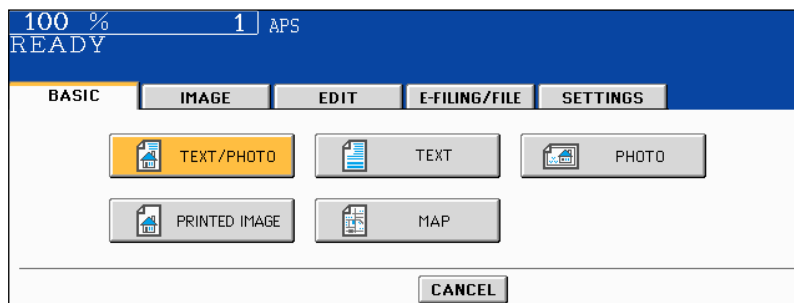 100 % 1 APS
READY
BASIC IMAGE EDIT E-FILING/FILE SETTINGS
TEXT/PHOTO TEXT PHOTO
PRINTED IMAGE MAP
CANCEL